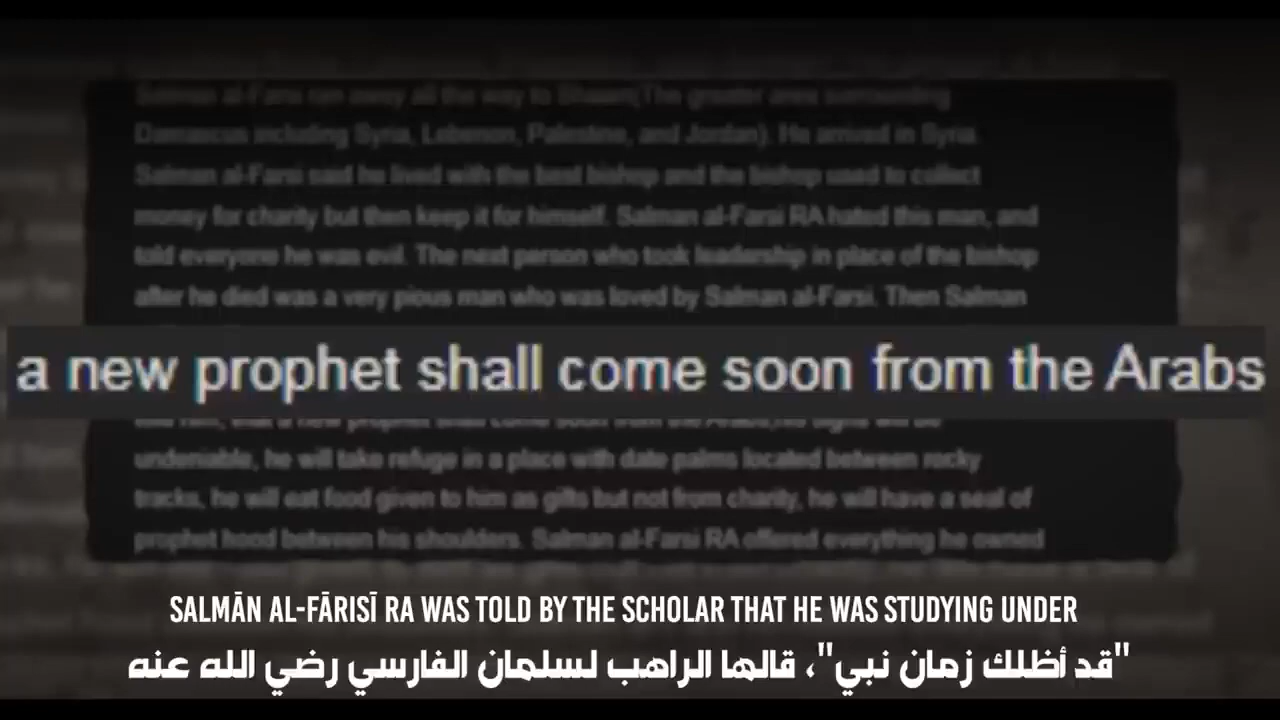 Salman al-Farsi ran away all the way to Shaam(The greater area surrounding
Damascus including Syria, Lebenon, Palestine, and Jordan). He arrived in Syria.
Salman al-Farsi said he lived with the best bishop and the bishop used to collect
money for charity but then keep it for himself. Salman al-Farsi RA hated this man, and
told everyone he was evil. The next person who took leadership in place of the bishop
after he died was a very pious man who was loved by Salman al-Farsi. Then Salman
a new prophet shall come soon from the Arabs
undeniable, he will take refuge in a place with date palms located between rocky
tracks, he will eat food given to him as gifts but not from charity, he will have a seal of
prophet hood between his shoulders. Salman al-Farsi RA offered everything he owned
SALMĀN AL-FĀRISĪ RA WAS TOLD BY THE SCHOLAR THAT HE WAS STUDYING UNDER
"قد أظلك زمان نبي"، قالها الراهب لسلمان الفارسي رضي الله عنه